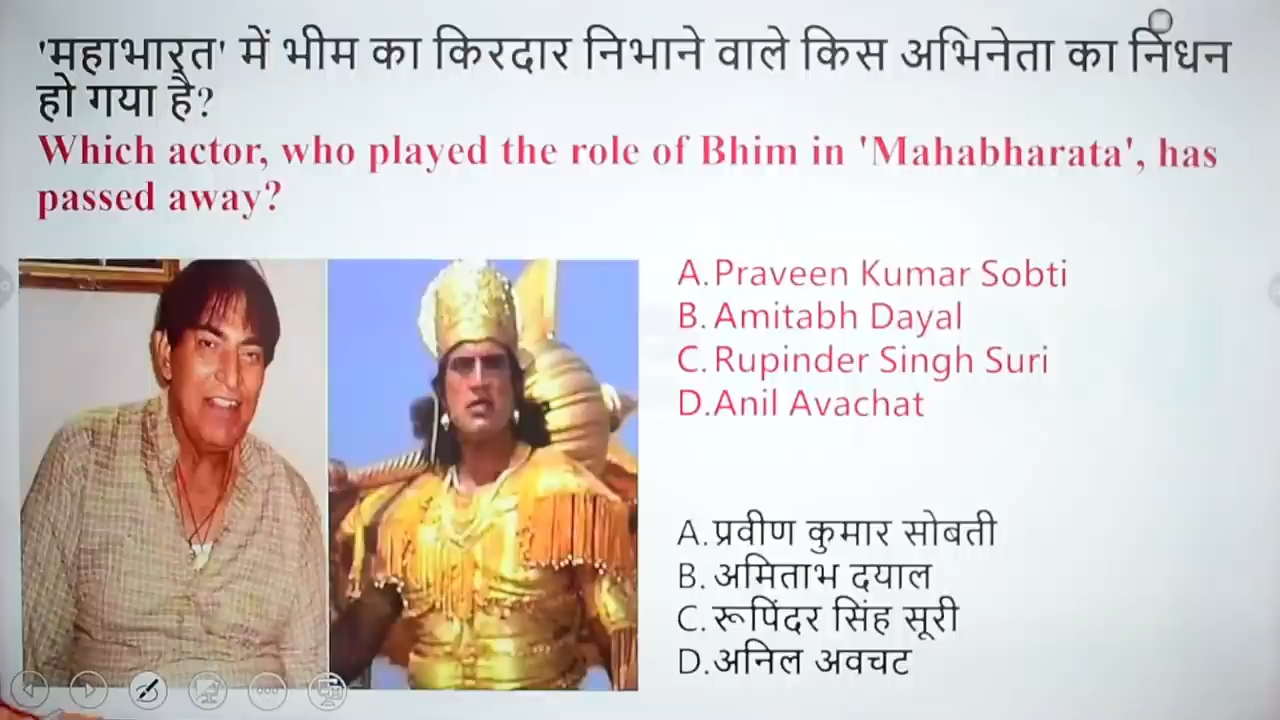 'महाभारत' में भीम का किरदार निभाने वाले किस अभिनेता का निधन
हो गया है?
Which actor, who played the role of Bhim in 'Mahabharata', has
passed away?
A.Praveen Kumar Sobti
B. Amitabh Dayal
C.Rupinder Singh Suri
D.Anil Avachat
A.प्रवीण कुमार सोबती
B. अमिताभ दयाल
C.रूपिंदर सिंह सूरी
D.अनिल अवचट